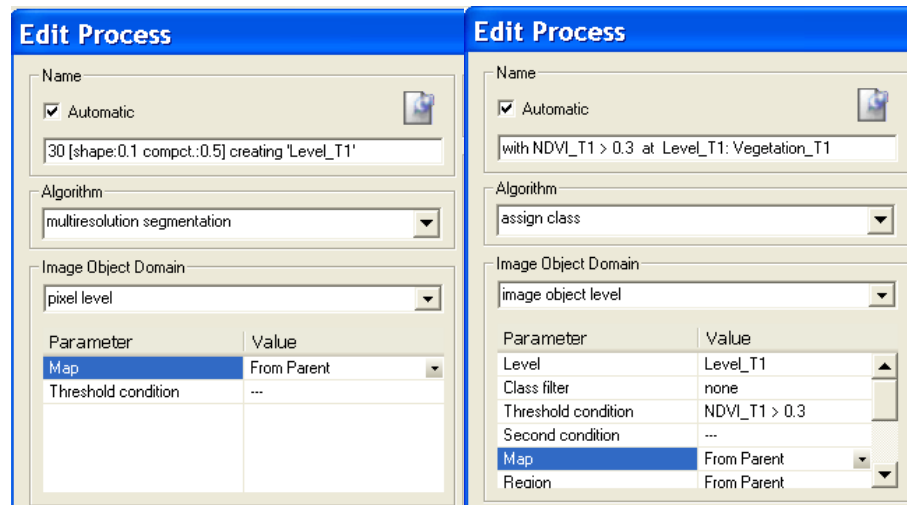 Edit Process
Name
Automatic
30 [shape:0.1 compct.:0.5] creating 'Level_T1'
Algorithm
multiresolution segmentation
Image Object Domain
pixel level
Parameter Value
Map From Parent
Threshold condition ---
Edit Process
Name
Automatic
with NDVI_T1 > 0.3 at Level_T1: Vegetation_T1
Algorithm
assign class
Image Object Domain
image object level
Parameter Value
Level Level_T1
Class filter none
Threshold condition NDVI_T1 > 0.3
Second condition ---
Map From Parent
Region From Parent